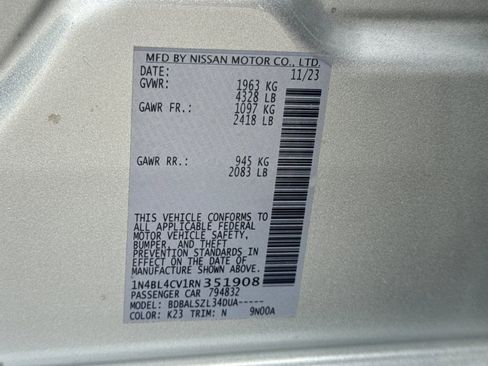 MFD BY NISSAN MOTOR CO., LTD.
DATE: 11/23
GVWR: 1963 KG
4328 LB
GAWR FR.: 1097 KG
2418 LB
GAWR RR.: 945 KG
2083 LB
THIS VEHICLE CONFORMS TO
ALL APPLICABLE FEDERAL
MOTOR VEHICLE SAFETY,
BUMPER, AND THEFT
PREVENTION STANDARDS IN
EFFECT ON THE DATE OF
MANUFACTURE SHOWN ABOVE.
1N4BL4CV1RN351908
PASSENGER CAR 794832
MODEL: BDBALSZL34DUA-----
COLOR: K23 TRIM: N 9N00A